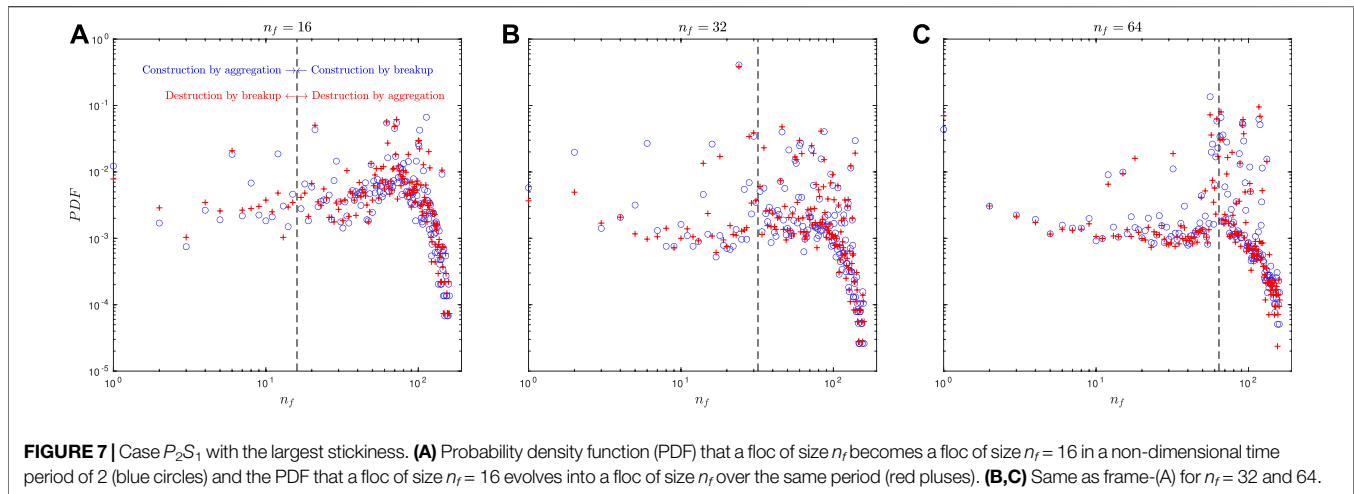 A
n_f = 16
B
n_f = 32
C
n_f = 64
10^0
Construction by aggregation →← Construction by breakup
Destruction by breakup ←→ Destruction by aggregation
10^-1
10^-2
PDF
10^-3
10^-4
10^-5
10^0 10^1 10^2
n_f
10^0 10^1 10^2
n_f
10^0 10^1 10^2
n_f
FIGURE 7 | Case P_2S_1 with the largest stickiness. (A) Probability density function (PDF) that a floc of size n_f becomes a floc of size n_f = 16 in a non-dimensional time
period of 2 (blue circles) and the PDF that a floc of size n_f = 16 evolves into a floc of size n_f over the same period (red pluses). (B,C) Same as frame-(A) for n_f = 32 and 64.